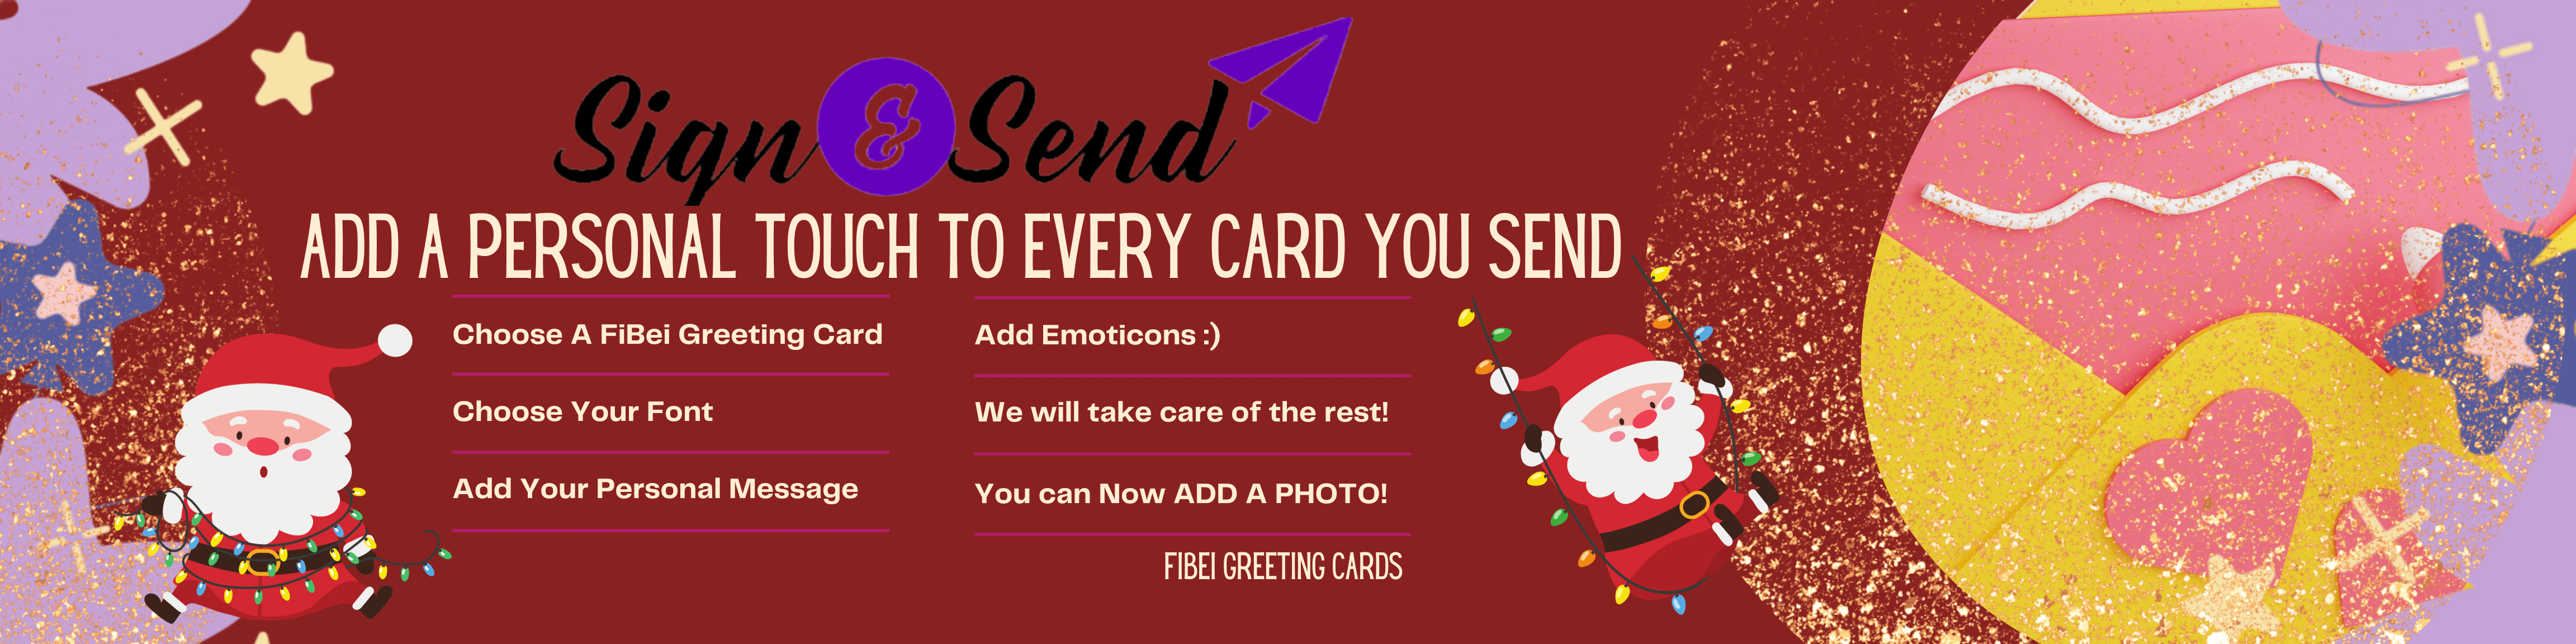 Sign & Send
ADD A PERSONAL TOUCH TO EVERY CARD YOU SEND
Choose A FiBei Greeting Card
Choose Your Font
Add Your Personal Message
Add Emoticons :)
We will take care of the rest!
You can Now ADD A PHOTO!
FIBEI GREETING CARDS